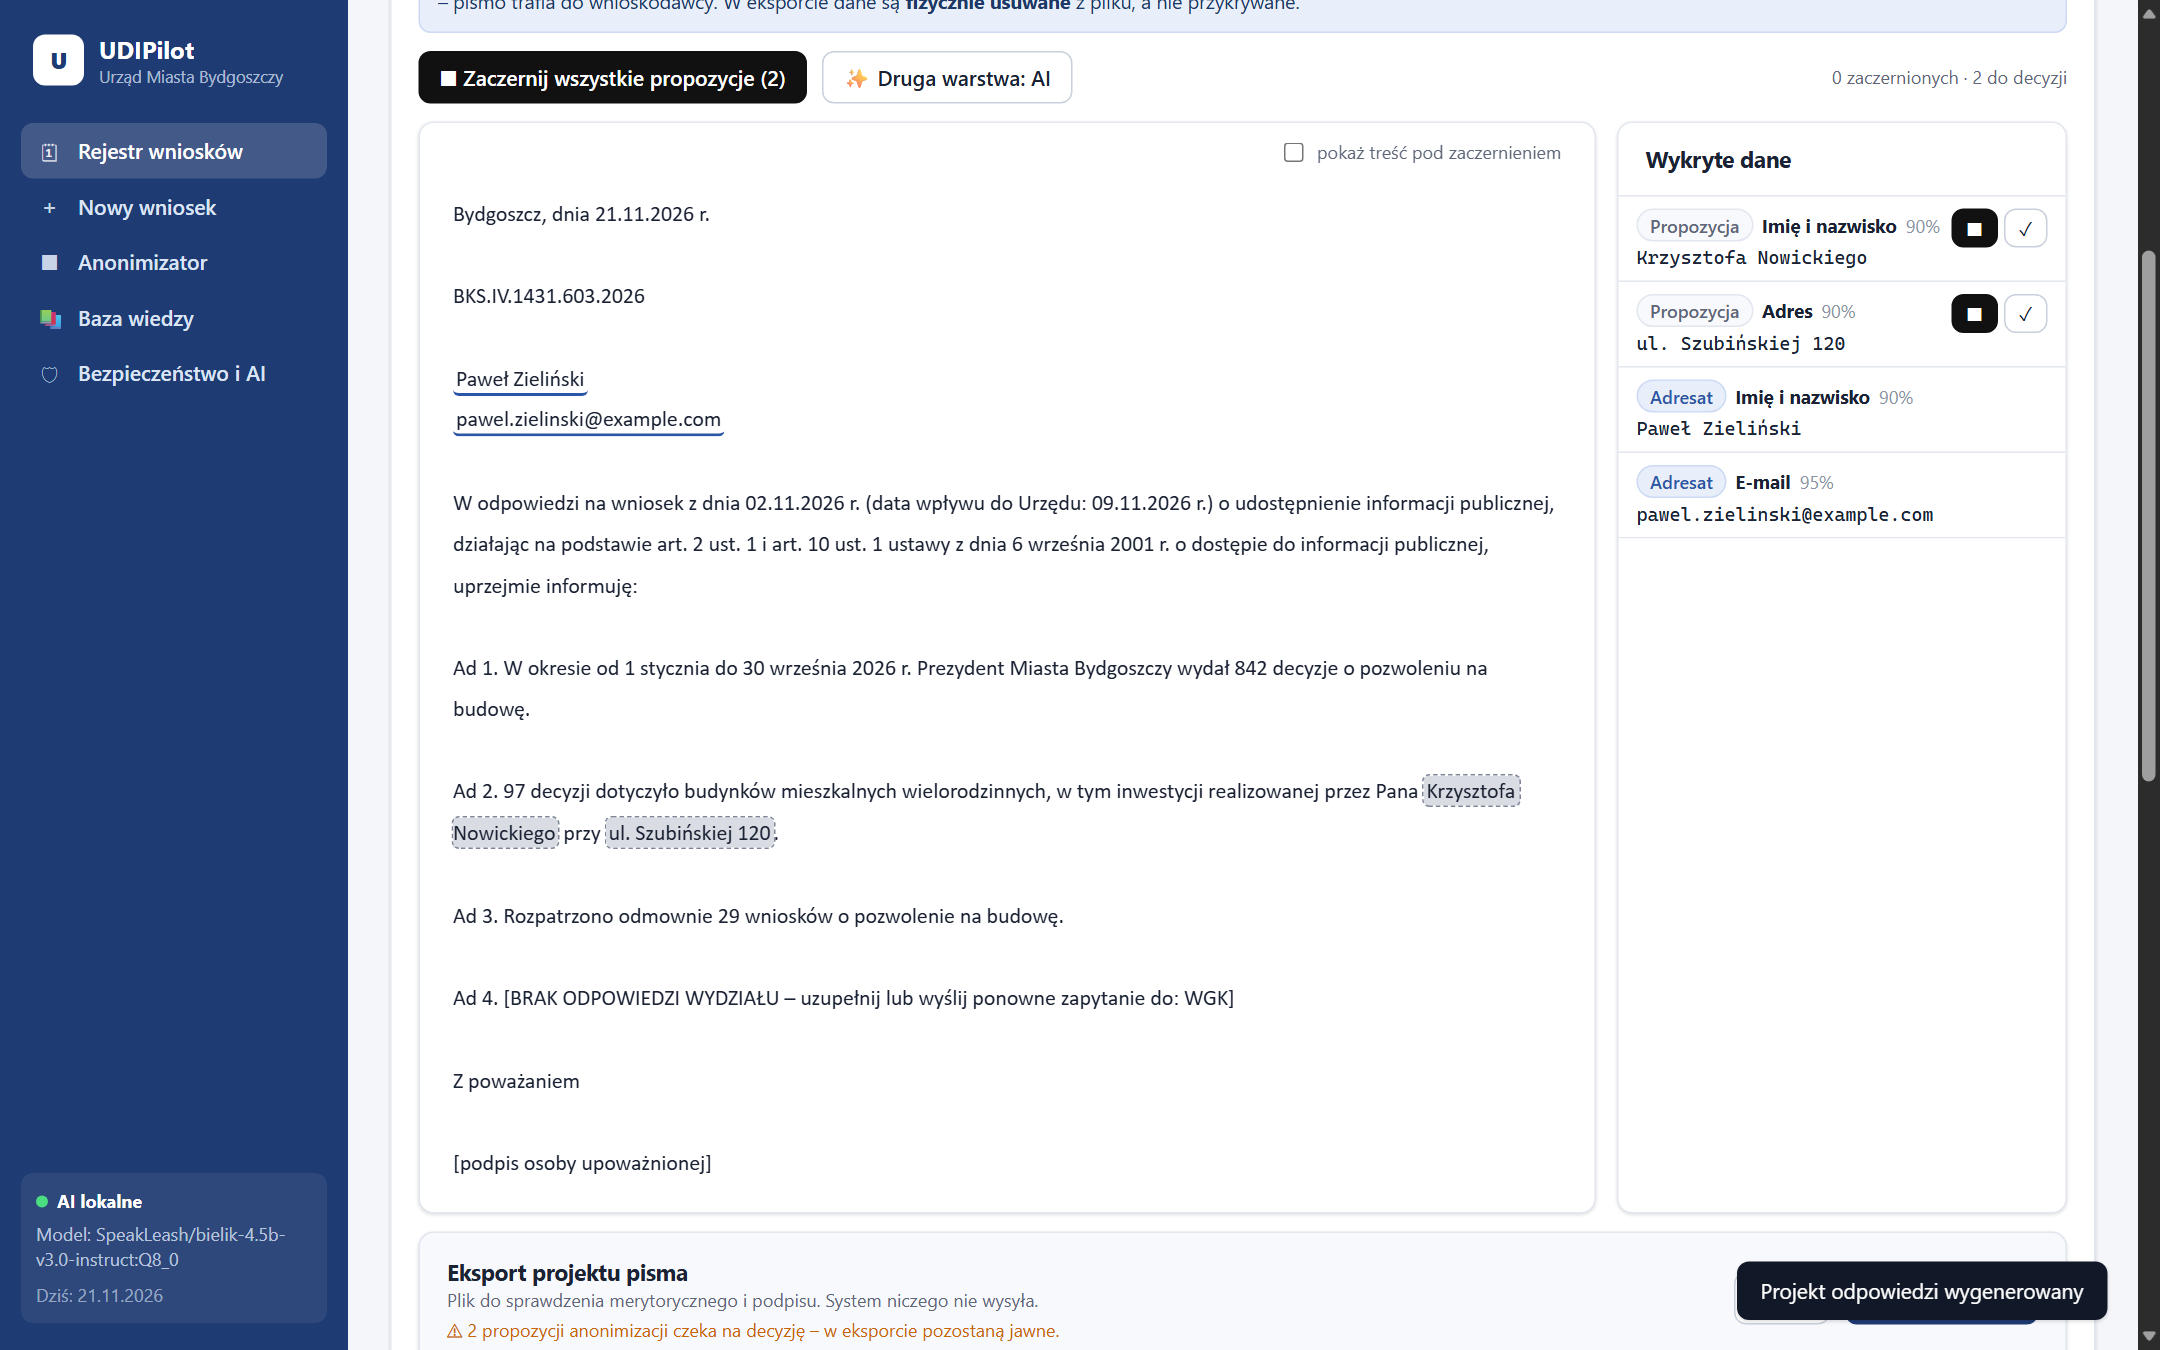 – pismo trafia do wnioskodawcy. W eksporcie dane są fizycznie usuwane z pliku, a nie przykrywane.
U
UDIPilot
Urząd Miasta Bydgoszczy
Rejestr wniosków
+ Nowy wniosek
Anonimizator
Baza wiedzy
Bezpieczeństwo i AI
AI lokalne
Model: SpeakLeash/bielik-4.5b-
v3.0-instruct:Q8_0
Dziś: 21.11.2026
Zaczernij wszystkie propozycje (2)
Druga warstwa: AI
0 zaczernionych · 2 do decyzji
pokaż treść pod zaczernieniem
Bydgoszcz, dnia 21.11.2026 r.
BKS.IV.1431.603.2026
Paweł Zieliński
pawel.zielinski@example.com
W odpowiedzi na wniosek z dnia 02.11.2026 r. (data wpływu do Urzędu: 09.11.2026 r.) o udostępnienie informacji publicznej,
działając na podstawie art. 2 ust. 1 i art. 10 ust. 1 ustawy z dnia 6 września 2001 r. o dostępie do informacji publicznej,
uprzejmie informuję:
Ad 1. W okresie od 1 stycznia do 30 września 2026 r. Prezydent Miasta Bydgoszczy wydał 842 decyzje o pozwoleniu na
budowę.
Ad 2. 97 decyzji dotyczyło budynków mieszkalnych wielorodzinnych, w tym inwestycji realizowanej przez Pana Krzysztofa
Nowickiego przy ul. Szubińskiej 120.
Ad 3. Rozpatrzono odmownie 29 wniosków o pozwolenie na budowę.
Ad 4. [BRAK ODPOWIEDZI WYDZIAŁU – uzupełnij lub wyślij ponowne zapytanie do: WGK]
Z poważaniem
[podpis osoby upoważnionej]
Wykryte dane
Propozycja Imię i nazwisko 90%
Krzysztofa Nowickiego
Propozycja Adres 90%
ul. Szubińskiej 120
Adresat Imię i nazwisko 90%
Paweł Zieliński
Adresat E-mail 95%
pawel.zielinski@example.com
Eksport projektu pisma
Plik do sprawdzenia merytorycznego i podpisu. System niczego nie wysyła.
⚠ 2 propozycji anonimizacji czeka na decyzję – w eksporcie pozostaną jawne.
Projekt odpowiedzi wygenerowany